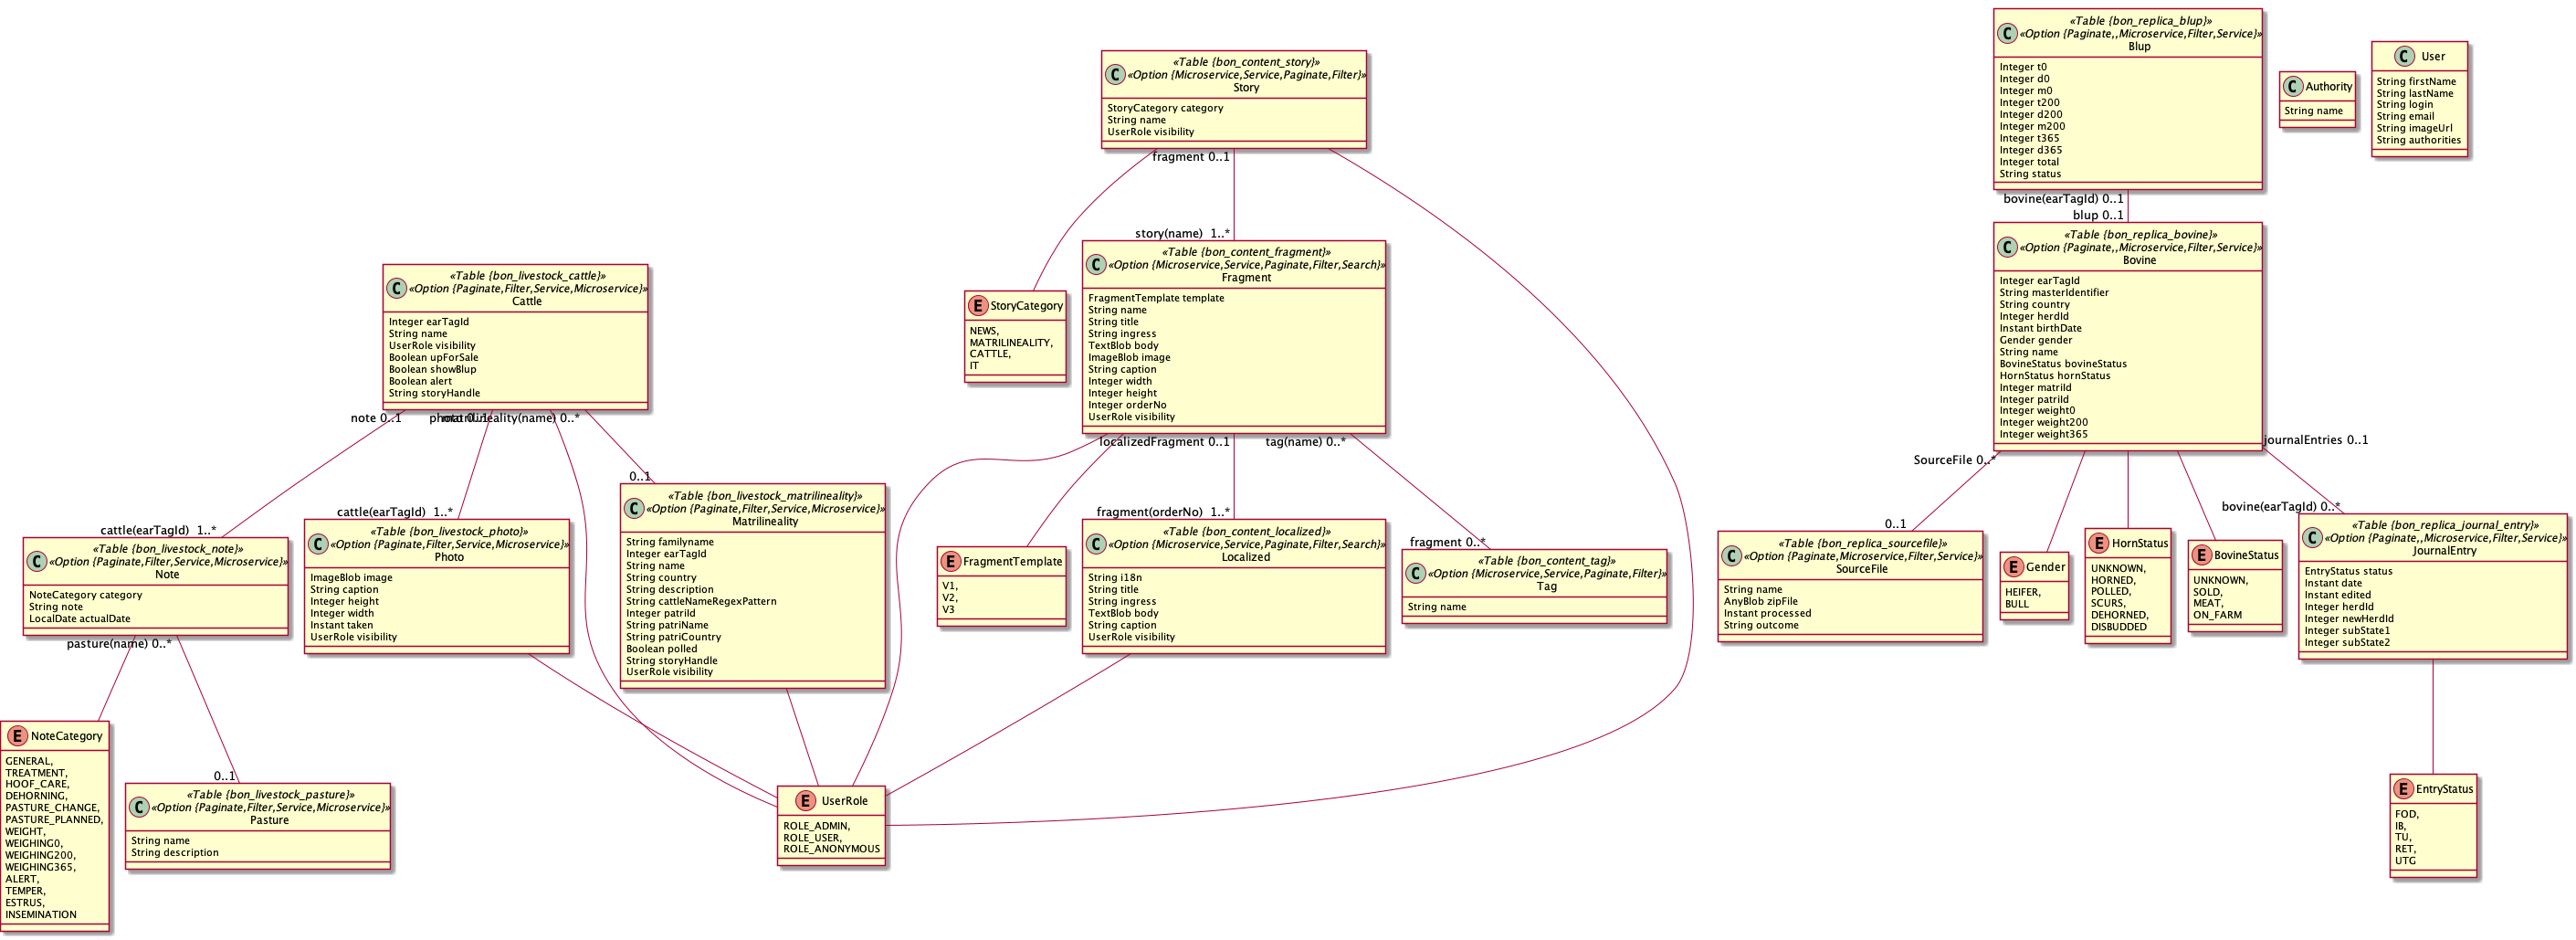 «Table {bon_content_story}»
«Option {Microservice,Service,Paginate,Filter}»
C
Story
StoryCategory category
String name
UserRole visibility
fragment 0..1
story(name)  1..*
«Table {bon_replica_blup}»
«Option {Paginate,,Microservice,Filter,Service}»
C
Blup
Integer t0
Integer d0
Integer m0
Integer t200
Integer d200
Integer m200
Integer t365
Integer d365
Integer total
String status
bovine(earTagId) 0..1
blup 0..1
C Authority
String name
C User
String firstName
String lastName
String login
String email
String imageUrl
String authorities
«Table {bon_livestock_cattle}»
«Option {Paginate,Filter,Service,Microservice}»
C
Cattle
Integer earTagId
String name
UserRole visibility
Boolean upForSale
Boolean showBlup
Boolean alert
String storyHandle
note 0..1
photo 0..1
matrilineality(name) 0..*
cattle(earTagId)  1..*
cattle(earTagId)  1..*
0..1
E StoryCategory
NEWS,
MATRILINEALITY,
CATTLE,
IT
«Table {bon_content_fragment}»
«Option {Microservice,Service,Paginate,Filter,Search}»
C
Fragment
FragmentTemplate template
String name
String title
String ingress
TextBlob body
ImageBlob image
String caption
Integer width
Integer height
Integer orderNo
UserRole visibility
localizedFragment 0..1
tag(name) 0..*
fragment(orderNo)  1..*
fragment 0..*
«Table {bon_replica_bovine}»
«Option {Paginate,,Microservice,Filter,Service}»
C
Bovine
Integer earTagId
String masterIdentifier
String country
Integer herdId
Instant birthDate
Gender gender
String name
BovineStatus bovineStatus
HornStatus hornStatus
Integer matriId
Integer patriId
Integer weight0
Integer weight200
Integer weight365
SourceFile 0..*
journalEntries 0..1
0..1
bovine(earTagId) 0..*
«Table {bon_livestock_note}»
«Option {Paginate,Filter,Service,Microservice}»
C
Note
NoteCategory category
String note
LocalDate actualDate
pasture(name) 0..*
0..1
«Table {bon_livestock_photo}»
«Option {Paginate,Filter,Service,Microservice}»
C
Photo
ImageBlob image
String caption
Integer height
Integer width
Instant taken
UserRole visibility
«Table {bon_livestock_matrilineality}»
«Option {Paginate,Filter,Service,Microservice}»
C
Matrilineality
String familyname
Integer earTagId
String name
String country
String description
String cattleNameRegexPattern
Integer patriId
String patriName
String patriCountry
Boolean polled
String storyHandle
UserRole visibility
E FragmentTemplate
V1,
V2,
V3
«Table {bon_content_localized}»
«Option {Microservice,Service,Paginate,Filter,Search}»
C
Localized
String i18n
String title
String ingress
TextBlob body
String caption
UserRole visibility
«Table {bon_content_tag}»
«Option {Microservice,Service,Paginate,Filter}»
C
Tag
String name
«Table {bon_replica_sourcefile}»
«Option {Paginate,Microservice,Filter,Service}»
C
SourceFile
String name
AnyBlob zipFile
Instant processed
String outcome
E Gender
HEIFER,
BULL
E HornStatus
UNKNOWN,
HORNED,
POLLED,
SCURS,
DEHORNED,
DISBUDDED
E BovineStatus
UNKNOWN,
SOLD,
MEAT,
ON_FARM
«Table {bon_replica_journal_entry}»
«Option {Paginate,,Microservice,Filter,Service}»
C
JournalEntry
EntryStatus status
Instant date
Instant edited
Integer herdId
Integer newHerdId
Integer subState1
Integer subState2
E NoteCategory
GENERAL,
TREATMENT,
HOOF_CARE,
DEHORNING,
PASTURE_CHANGE,
PASTURE_PLANNED,
WEIGHT,
WEIGHING0,
WEIGHING200,
WEIGHING365,
ALERT,
TEMPER,
ESTRUS,
INSEMINATION
«Table {bon_livestock_pasture}»
«Option {Paginate,Filter,Service,Microservice}»
C
Pasture
String name
String description
E UserRole
ROLE_ADMIN,
ROLE_USER,
ROLE_ANONYMOUS
E EntryStatus
FOD,
IB,
TU,
RET,
UTG